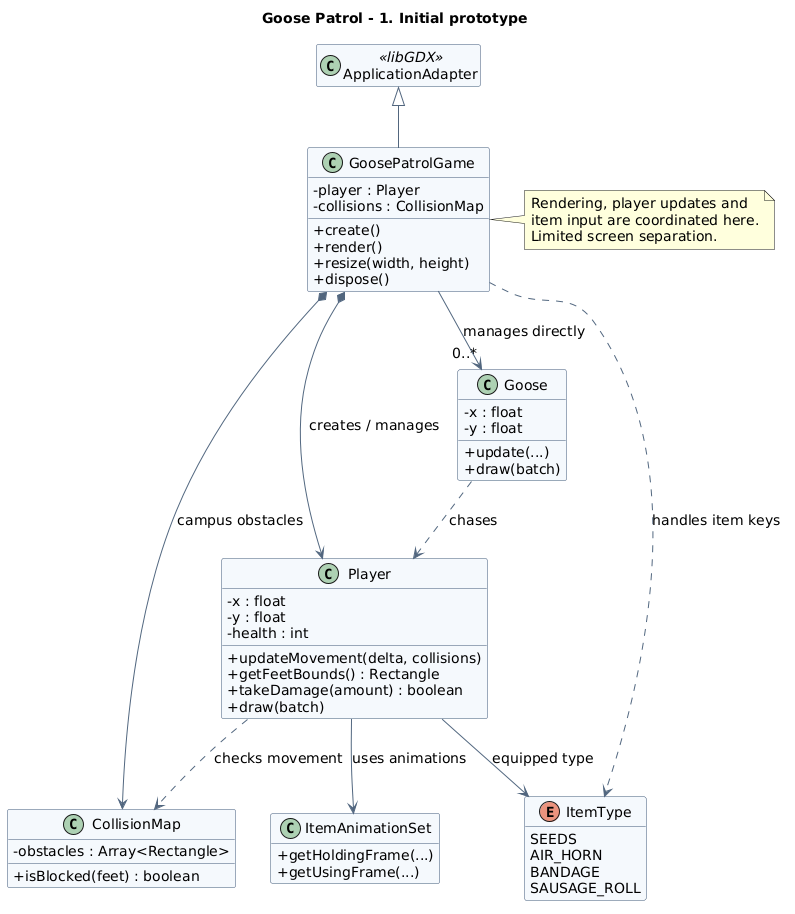 Goose Patrol - 1. Initial prototype
C
«libGDX»
ApplicationAdapter
C GoosePatrolGame
-player : Player
-collisions : CollisionMap
+create()
+render()
+resize(width, height)
+dispose()
Rendering, player updates and
item input are coordinated here.
Limited screen separation.
manages directly
0..*
C Goose
-x : float
-y : float
+update(...)
+draw(batch)
creates / manages
campus obstacles
chases
handles item keys
C Player
-x : float
-y : float
-health : int
+updateMovement(delta, collisions)
+getFeetBounds() : Rectangle
+takeDamage(amount) : boolean
+draw(batch)
checks movement
uses animations
equipped type
C CollisionMap
-obstacles : Array<Rectangle>
+isBlocked(feet) : boolean
C ItemAnimationSet
+getHoldingFrame(...)
+getUsingFrame(...)
E ItemType
SEEDS
AIR_HORN
BANDAGE
SAUSAGE_ROLL